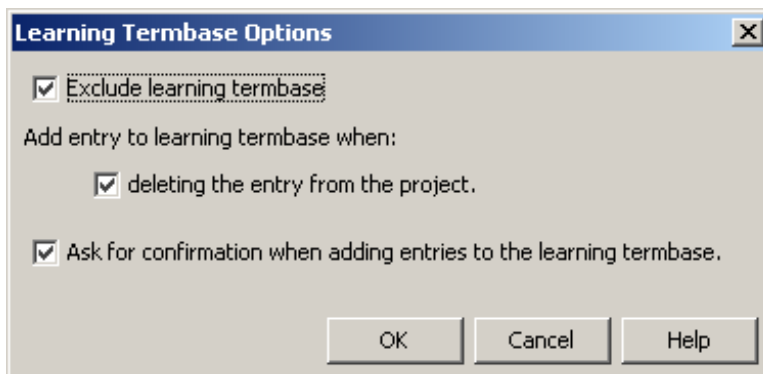 Learning Termbase Options
Exclude learning termbase
Add entry to learning termbase when:
deleting the entry from the project.
Ask for confirmation when adding entries to the learning termbase.
OK Cancel Help